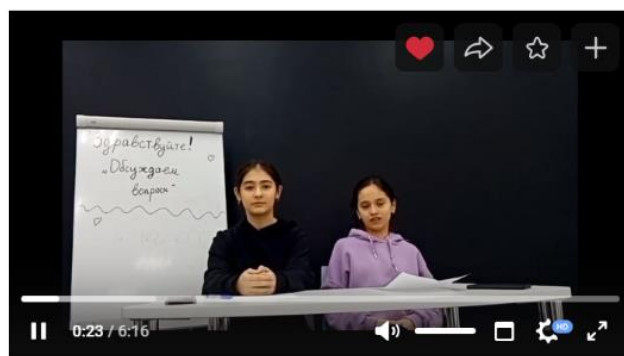 Здравствуйте!
„Обсуждаем
вопрос"
0:23 / 6:16
HD